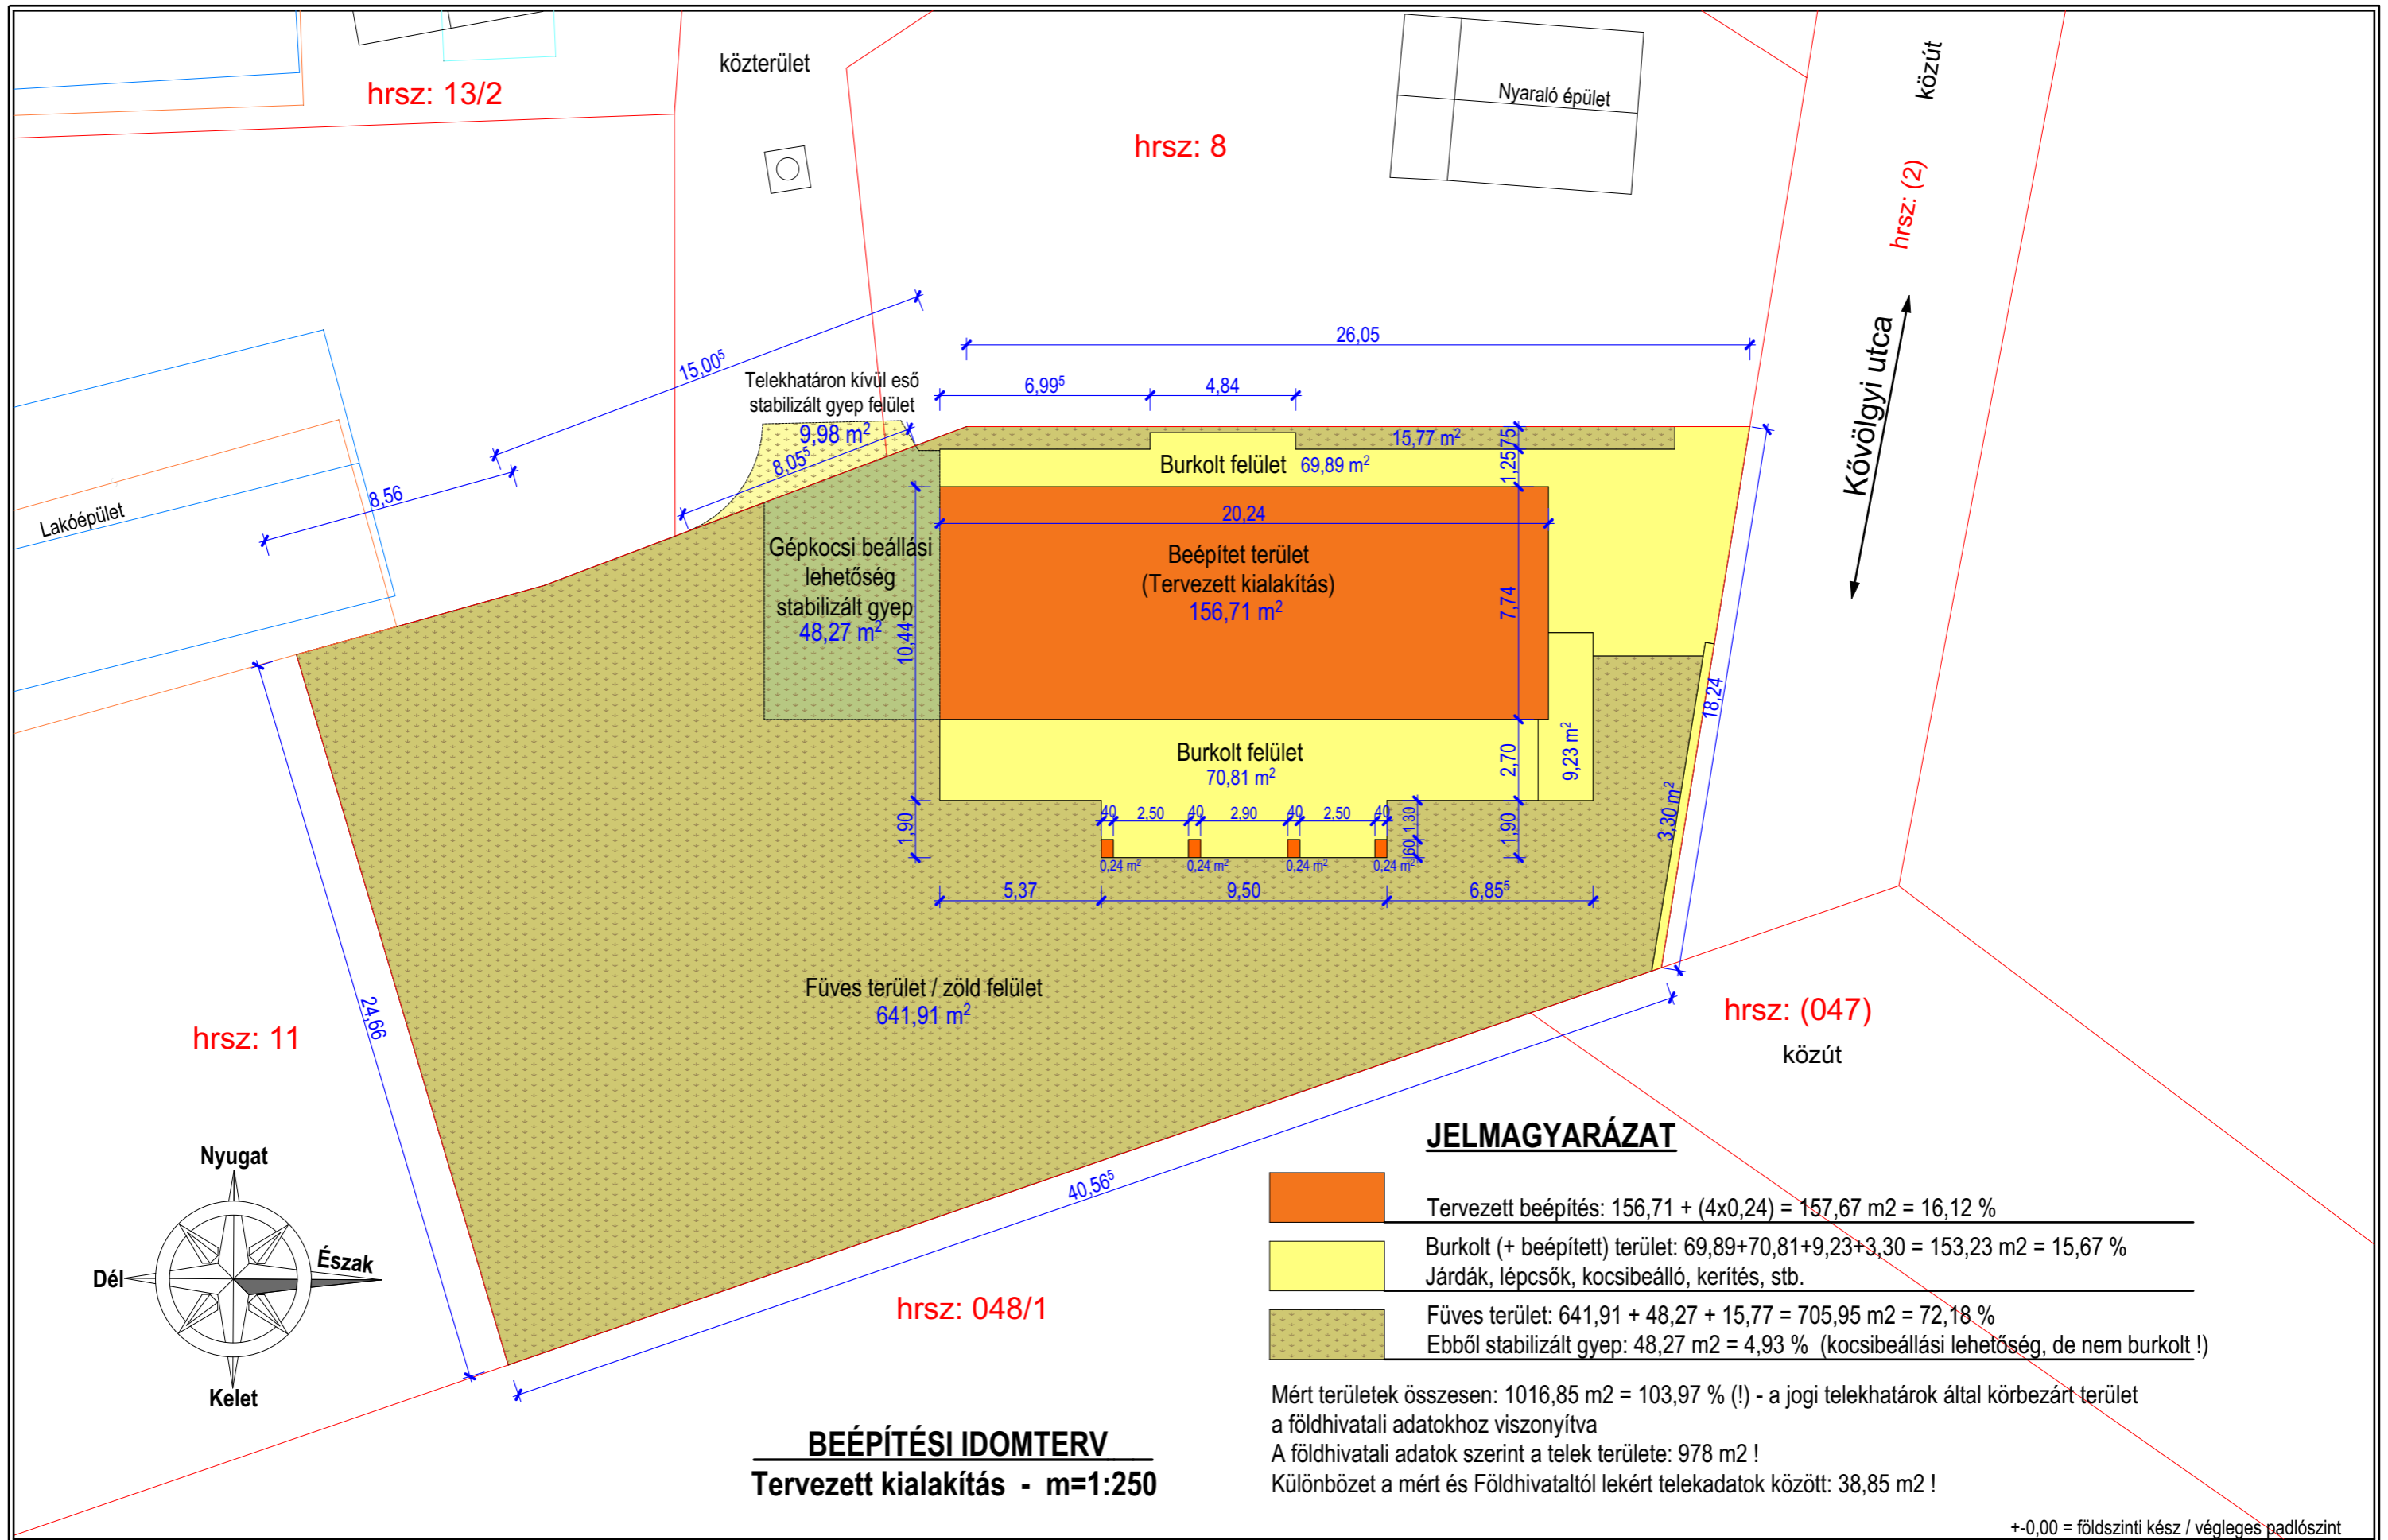 közterület
hrsz: 13/2
Nyaraló épület
közút
hrsz: 8
hrsz: (2)
Kővölgyi utca
26,05
15,00⁵
Telekhatáron kívül eső
stabilizált gyep felület
9,98 m²
6,99⁵
4,84
8,05⁵
15,77 m²
75
1,25
Burkolt felület 69,89 m²
8,56
Lakóépület
20,24
Gépkocsi beállási
lehetőség
stabilizált gyep
48,27 m²
10,44
Beépítet terület
(Tervezett kialakítás)
156,71 m²
7,74
18,24
Burkolt felület
70,81 m²
2,70
9,23 m²
3,30 m²
1,90
40
2,50
40
2,90
40
2,50
40
1,30
60
1,90
0,24 m²
0,24 m²
0,24 m²
0,24 m²
5,37
9,50
6,85⁵
Füves terület / zöld felület
641,91 m²
24,66
hrsz: 11
hrsz: (047)
közút
40,56⁵
hrsz: 048/1
Nyugat
Dél
Észak
Kelet
JELMAGYARÁZAT
Tervezett beépítés: 156,71 + (4x0,24) = 157,67 m2 = 16,12 %
Burkolt (+ beépített) terület: 69,89+70,81+9,23+3,30 = 153,23 m2 = 15,67 %
Járdák, lépcsők, kocsibeálló, kerítés, stb.
Füves terület: 641,91 + 48,27 + 15,77 = 705,95 m2 = 72,18 %
Ebből stabilizált gyep: 48,27 m2 = 4,93 % (kocsibeállási lehetőség, de nem burkolt !)
Mért területek összesen: 1016,85 m2 = 103,97 % (!) - a jogi telekhatárok által körbezárt terület
a földhivatali adatokhoz viszonyítva
A földhivatali adatok szerint a telek területe: 978 m2 !
Különbözet a mért és Földhivataltól lekért telekadatok között: 38,85 m2 !
BEÉPÍTÉSI IDOMTERV
Tervezett kialakítás - m=1:250
+-0,00 = földszinti kész / végleges padlószint